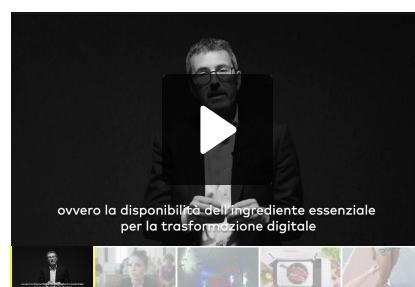 ovvero la disponibilità dell'ingrediente essenziale
per la trasformazione digitale